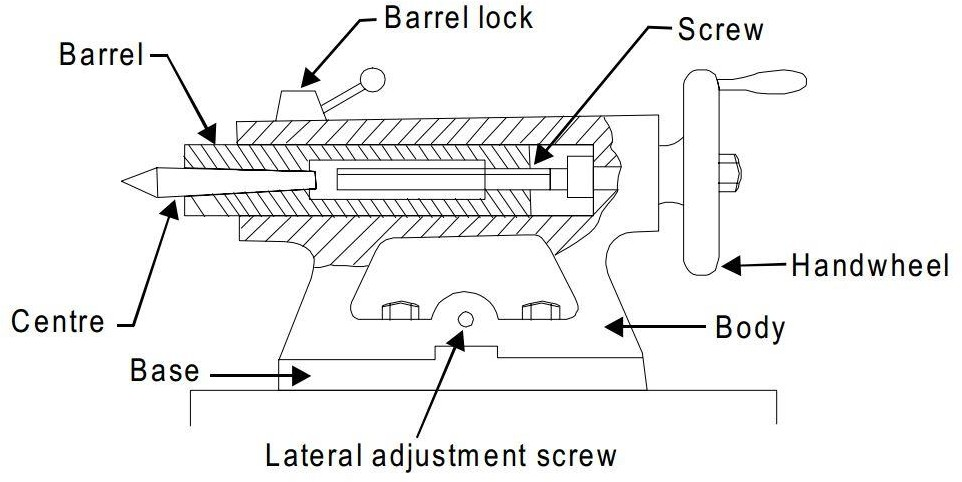 Barrel lock
Screw
Barrel
Handwheel
Centre
Body
Base
Lateral adjustment screw